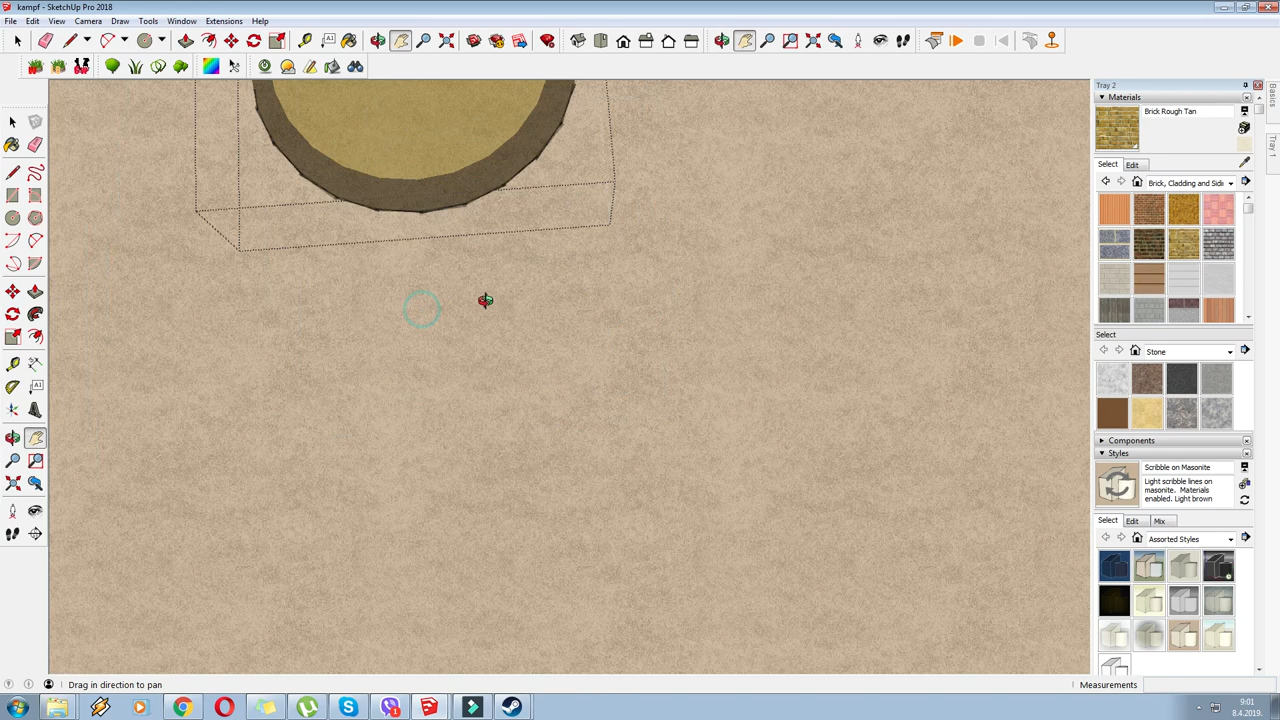 kampf - SketchUp Pro 2018
File Edit View Camera Draw Tools Window Extensions Help
Tray 2
Materials
Brick Rough Tan
Select Edit
Brick, Cladding and Sidi
Select
Stone
Components
Styles
Scribble on Masonite
Light scribble lines on
masonite. Materials
enabled. Light brown
Select Edit Mix
Assorted Styles
Basics
Tray 1
Drag in direction to pan
Measurements
9:01
8.4.2019.